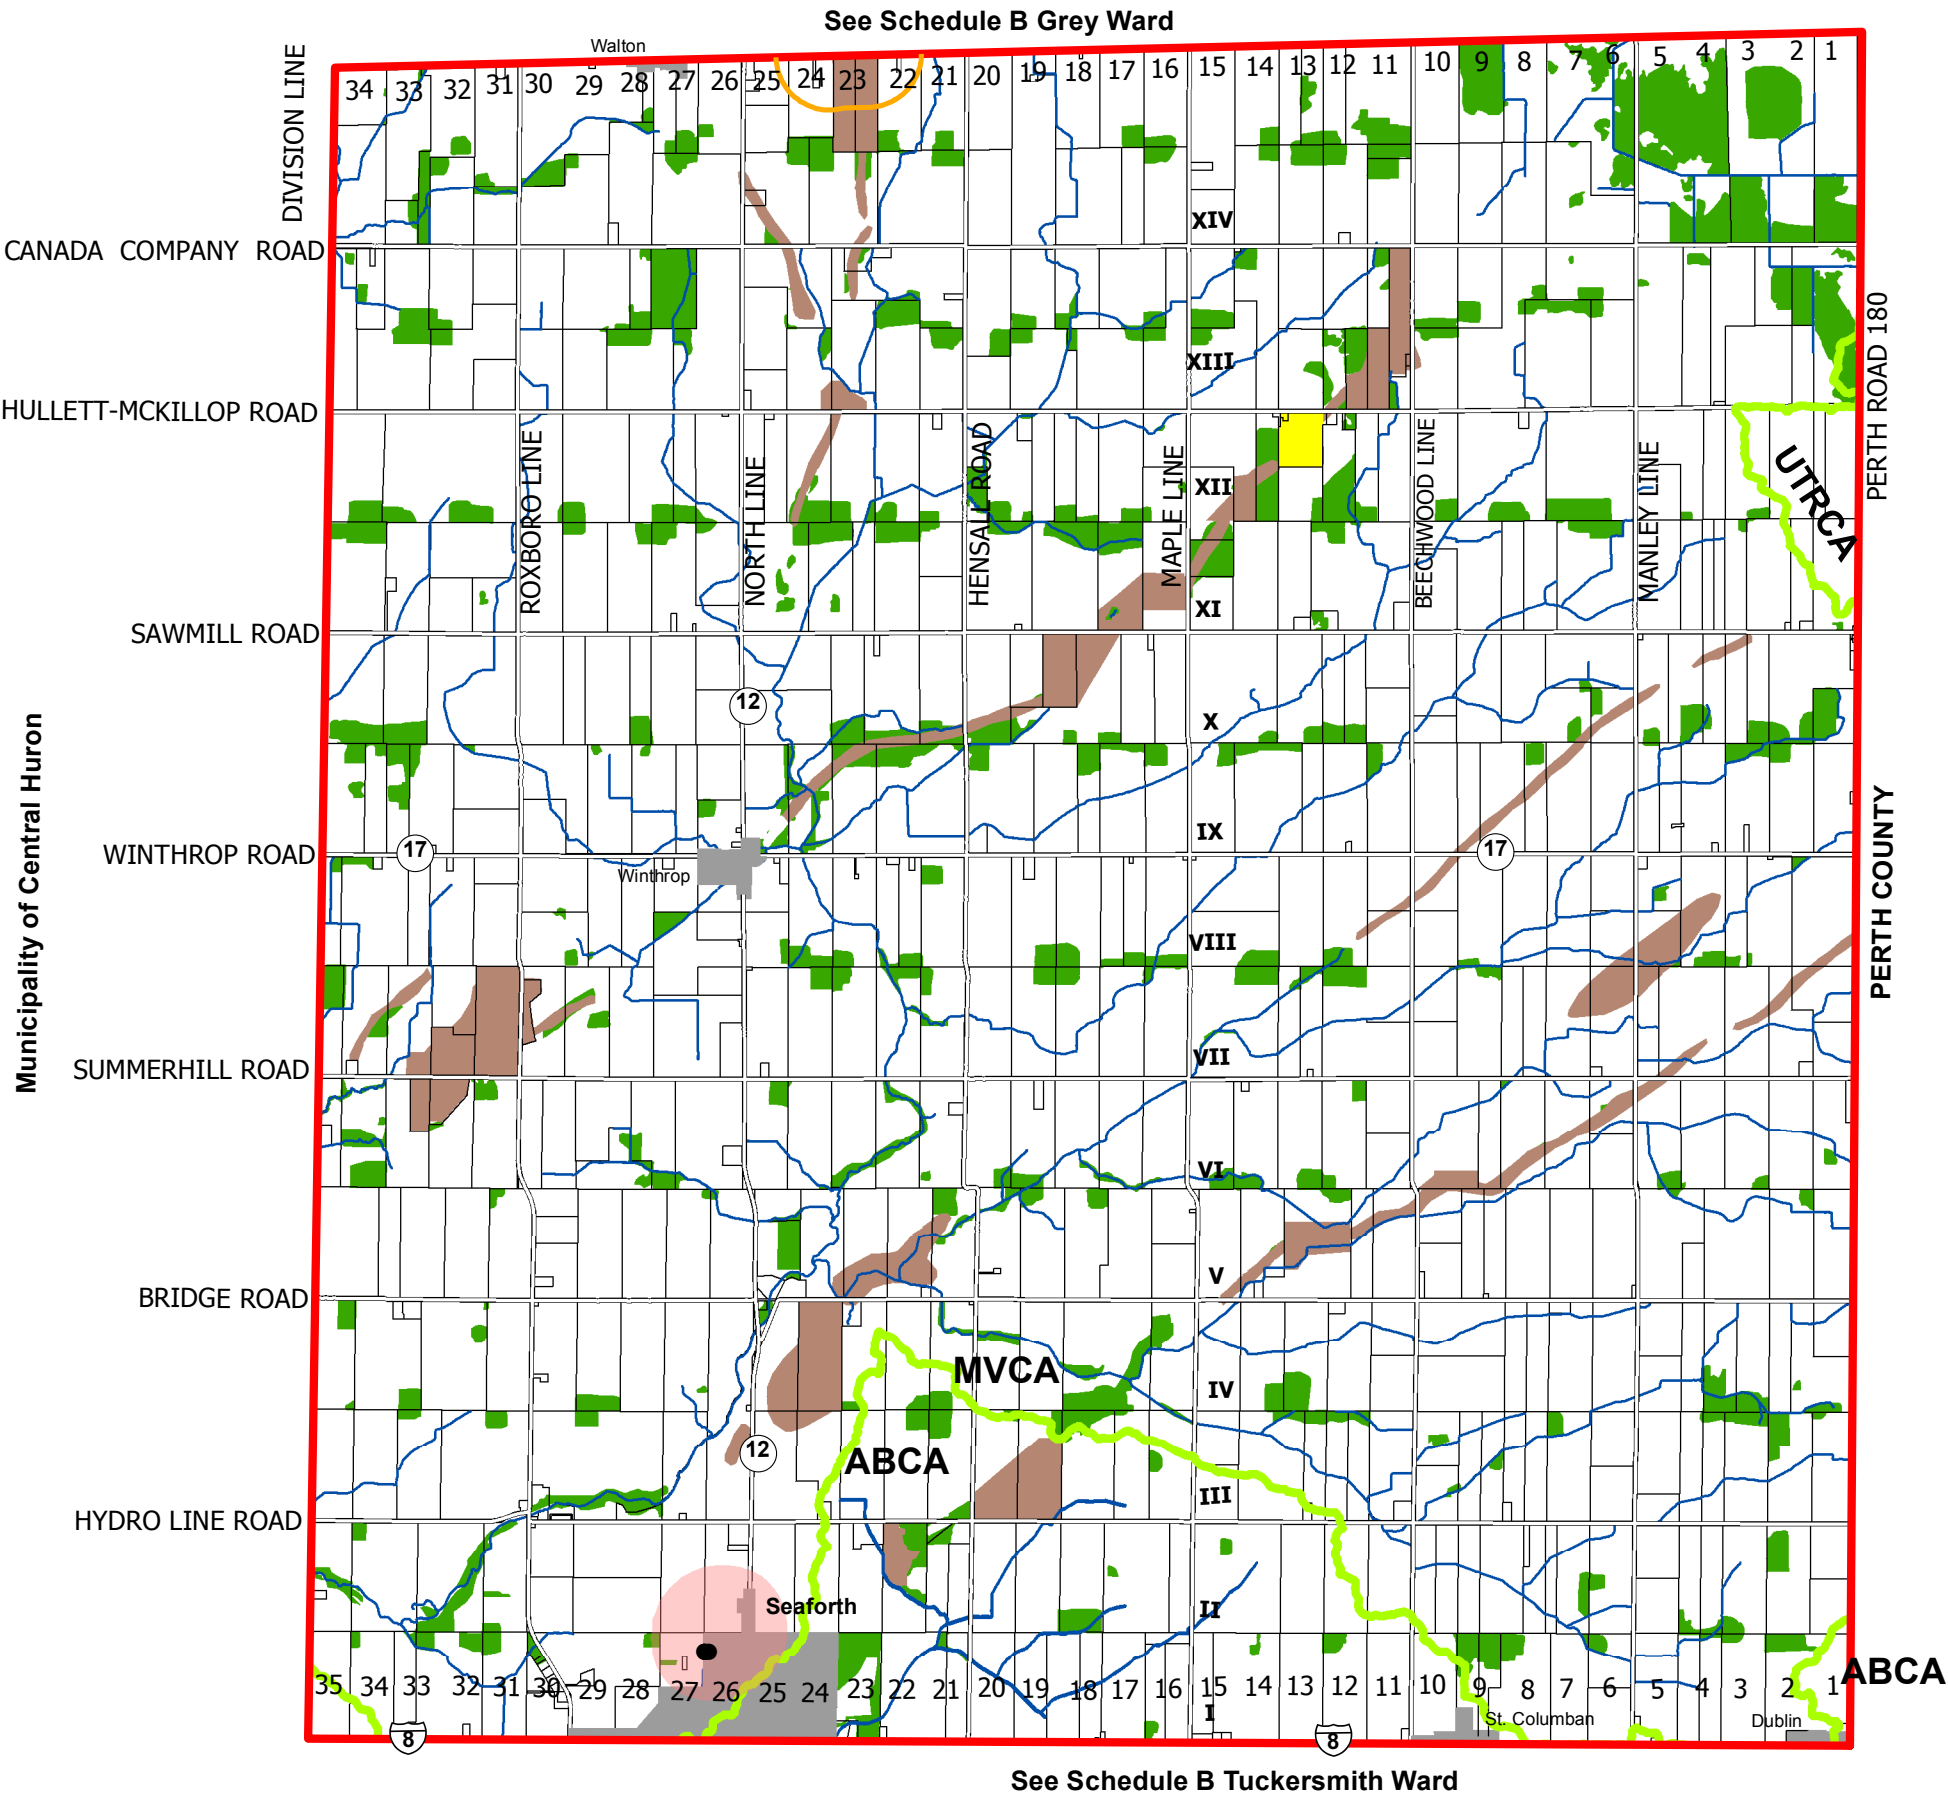 See Schedule B Grey Ward
Walton
34 33 32 31 30 29 28 27 26 25 24 23 22 21 20 19 18 17 16 15 14 13 12 11 10 9 8 7 6 5 4 3 2 1
DIVISION LINE
XIV
CANADA COMPANY ROAD
PERTH ROAD 180
XIII
HULLETT-MCKILLOP ROAD
ROXBORO LINE
NORTH LINE
HENSALL ROAD
MAPLE LINE
BEECHWOOD LINE
MANLEY LINE
UTRCA
XII
XI
SAWMILL ROAD
12
X
Municipality of Central Huron
PERTH COUNTY
IX
WINTHROP ROAD
17
17
Winthrop
VIII
VII
SUMMERHILL ROAD
VI
V
BRIDGE ROAD
MVCA
IV
12
ABCA
III
HYDRO LINE ROAD
Seaforth
II
ABCA
35 34 33 32 31 30 29 28 27 26 25 24 23 22 21 20 19 18 17 16 15 14 13 12 11 10 9 8 7 6 5 4 3 2 1
I
St. Columban
Dublin
8
8
See Schedule B Tuckersmith Ward